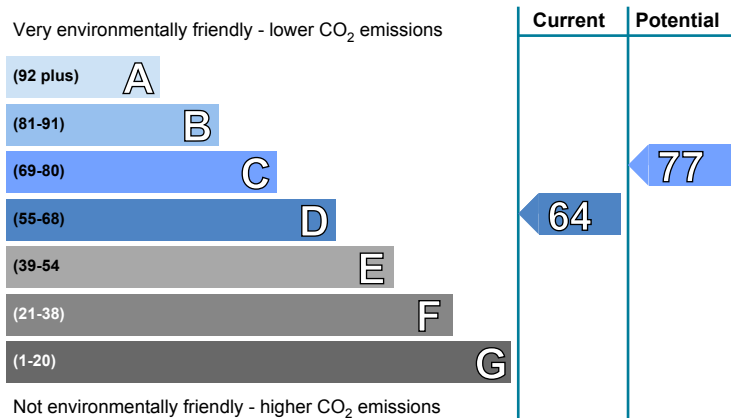 Very environmentally friendly - lower CO₂ emissions
Current
Potential
(92 plus) A
(81-91) B
(69-80) C
77
(55-68) D
64
(39-54 E
(21-38) F
(1-20) G
Not environmentally friendly - higher CO₂ emissions